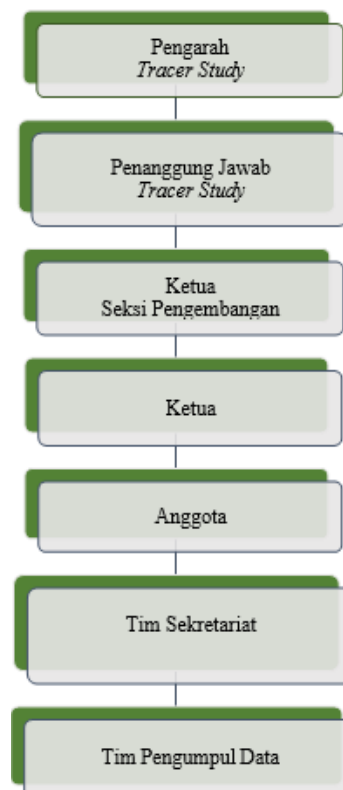 Pengarah
Tracer Study
Penanggung Jawab
Tracer Study
Ketua
Seksi Pengembangan
Ketua
Anggota
Tim Sekretariat
Tim Pengumpul Data